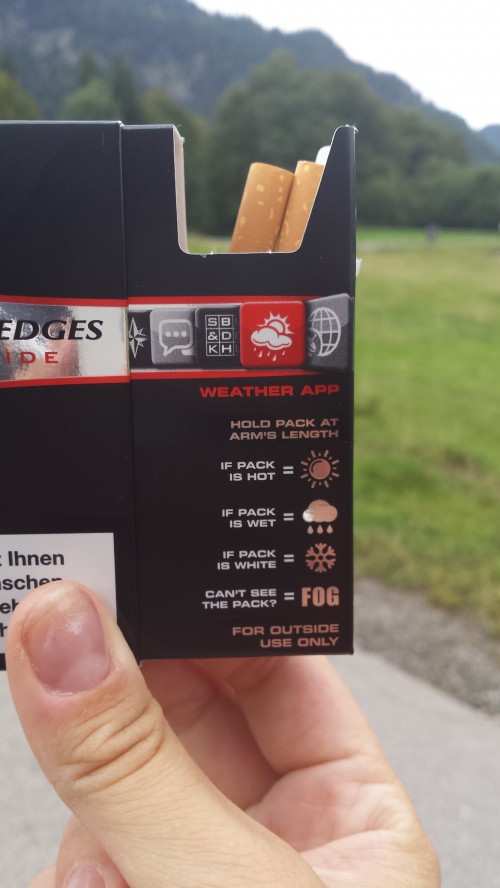 EDGES
IDE
SB
&D
KH
WEATHER APP
HOLD PACK AT
ARM'S LENGTH
IF PACK
IS HOT =
IF PACK
IS WET =
IF PACK
IS WHITE =
CAN'T SEE
THE PACK? = FOG
FOR OUTSIDE
USE ONLY
t Ihnen